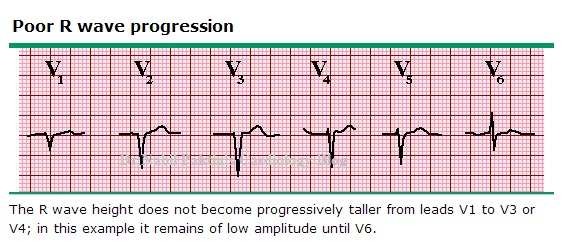 Poor R wave progression
V1 V2 V3 V4 V5 V6
The R wave height does not become progressively taller from leads V1 to V3 or
V4; in this example it remains of low amplitude until V6.